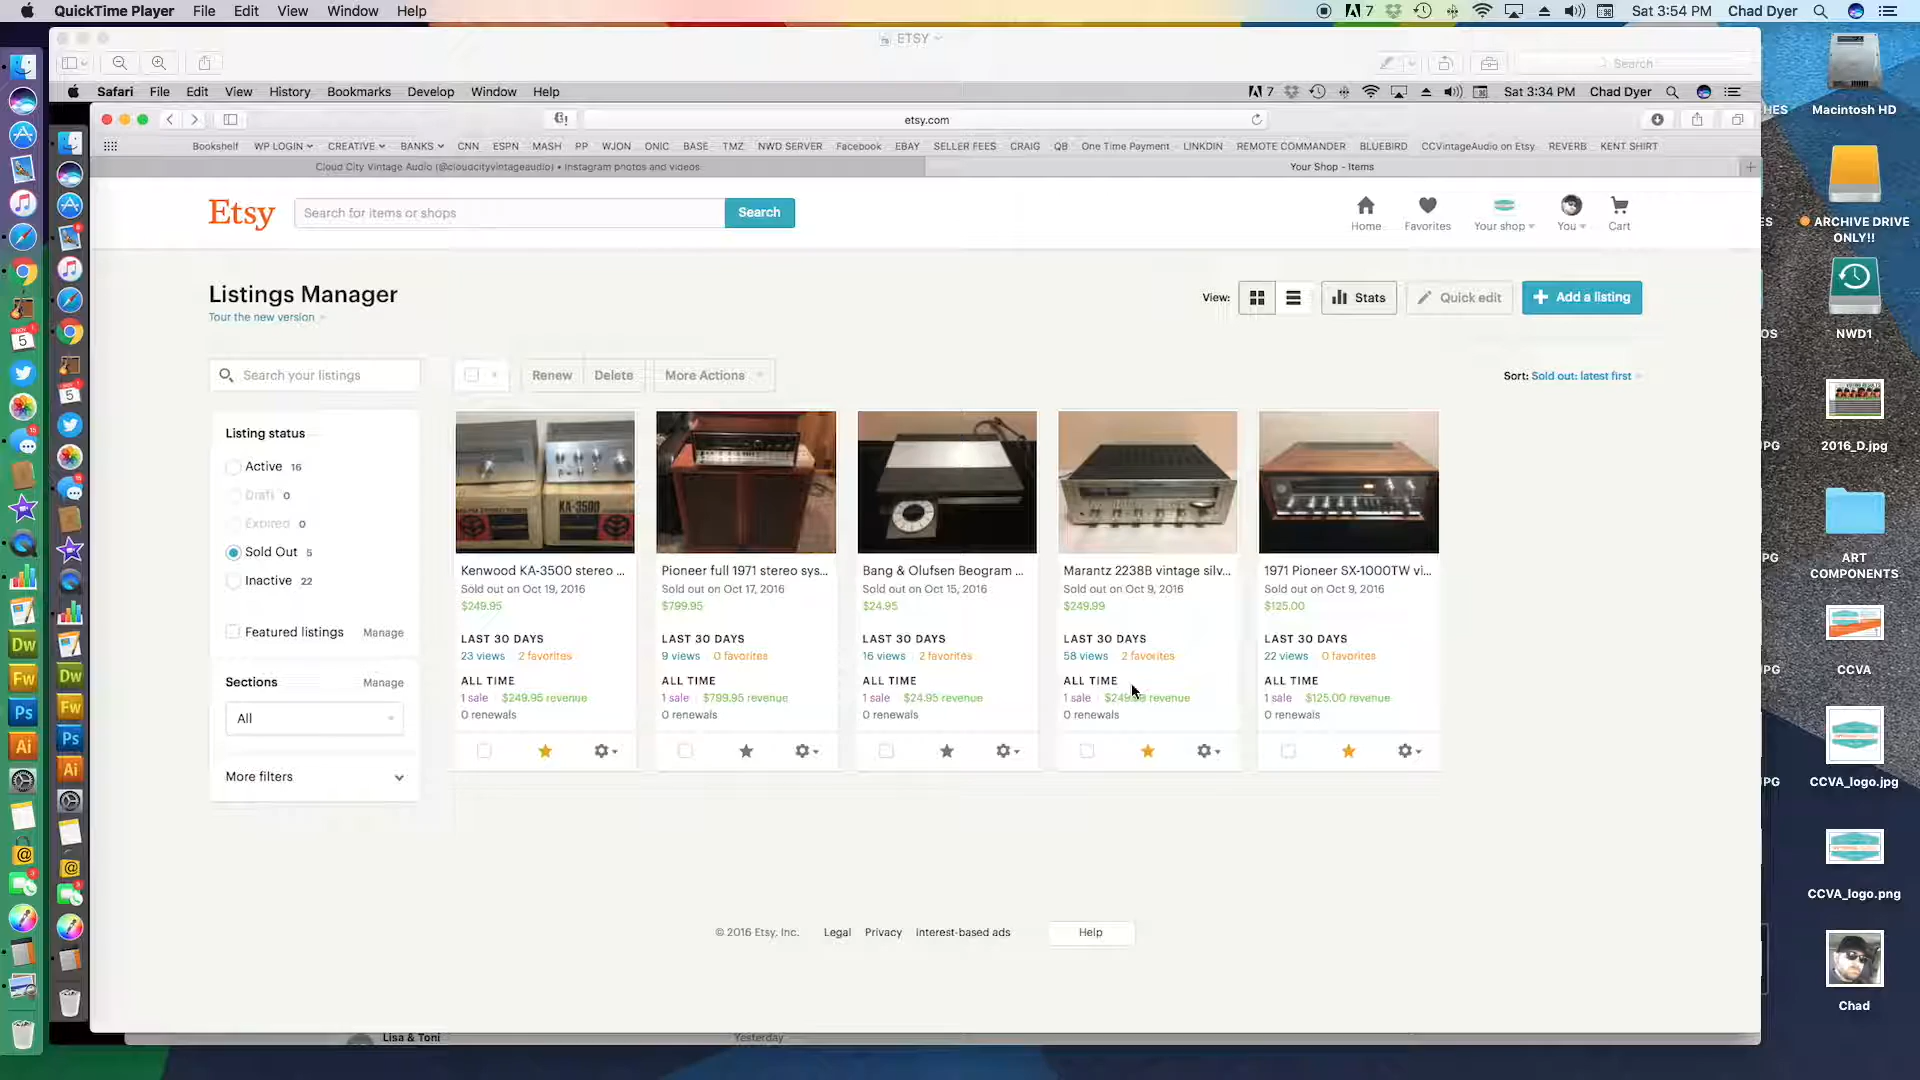 QuickTime Player File Edit View Window Help
7 Sat 3:54 PM Chad Dyer
ETSY
Search
Safari File Edit View History Bookmarks Develop Window Help
7 Sat 3:34 PM Chad Dyer
etsy.com
Bookshelf WP LOGIN CREATIVE BANKS CNN ESPN MASH PP WJON ONIC BASE TMZ NWD SERVER Facebook EBAY SELLER FEES CRAIG QB One Time Payment LINKDIN REMOTE COMMANDER BLUEBIRD CCVintageAudio on Etsy REVERB KENT SHIRT
Cloud City Vintage Audio (@cloudcityvintageaudio) • Instagram photos and videos
Your Shop - Items
Etsy
Search for items or shops
Search
Home Favorites Your shop You Cart
Listings Manager
Tour the new version
View: Stats Quick edit Add a listing
Search your listings
Renew Delete More Actions
Sort: Sold out: latest first
Listing status
Active 16
Draft 0
Expired 0
Sold Out 5
Inactive 22
Featured listings Manage
Sections Manage
All
More filters
KA-3500
Kenwood KA-3500 stereo ...
Sold out on Oct 19, 2016
$249.95
LAST 30 DAYS
23 views 2 favorites
ALL TIME
1 sale $249.95 revenue
0 renewals
Pioneer full 1971 stereo sys...
Sold out on Oct 17, 2016
$799.95
LAST 30 DAYS
9 views 0 favorites
ALL TIME
1 sale $799.95 revenue
0 renewals
Bang & Olufsen Beogram ...
Sold out on Oct 15, 2016
$24.95
LAST 30 DAYS
16 views 2 favorites
ALL TIME
1 sale $24.95 revenue
0 renewals
Marantz 2238B vintage silv...
Sold out on Oct 9, 2016
$249.99
LAST 30 DAYS
58 views 2 favorites
ALL TIME
1 sale revenue
0 renewals
1971 Pioneer SX-1000TW vi...
Sold out on Oct 9, 2016
$125.00
LAST 30 DAYS
22 views 0 favorites
ALL TIME
1 sale $125.00 revenue
0 renewals
© 2016 Etsy, Inc. Legal Privacy Interest-based ads Help
Lisa & Toni
Yesterday
Macintosh HD
ARCHIVE DRIVE
ONLY!!
NWD1
2016_D.jpg
ART
COMPONENTS
CCVA
CCVA_logo.jpg
CCVA_logo.png
Chad
Dw
Fw
Ps
Ai
Dw
Fw
Ps
Ai
5
5